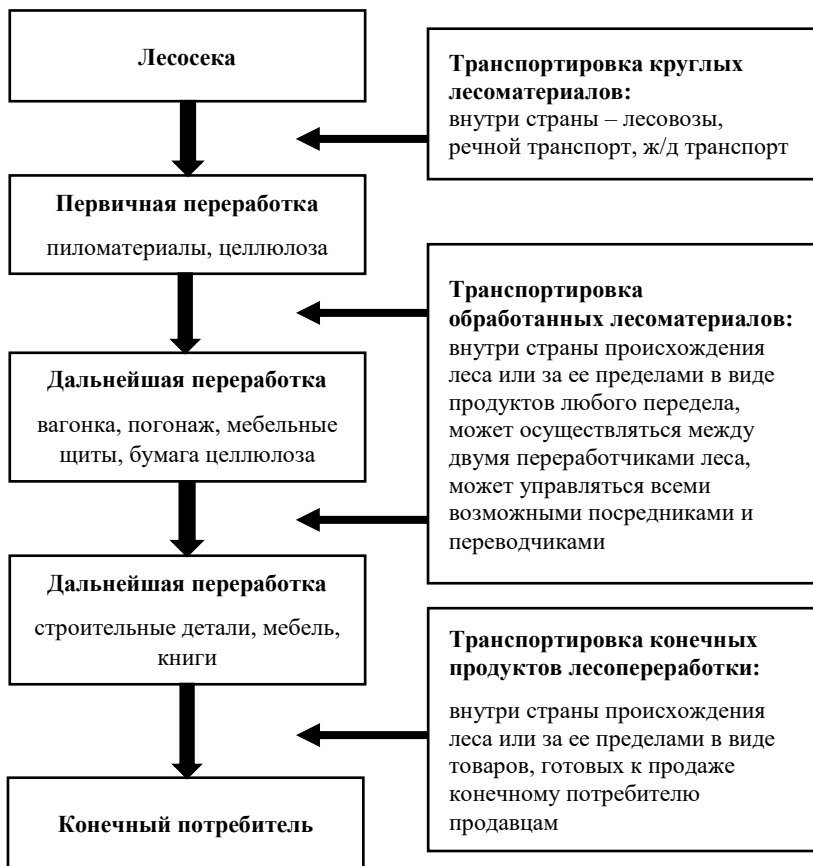 Лесосека
Транспортировка круглых
лесоматериалов:
внутри страны – лесовозы,
речной транспорт, ж/д транспорт
Первичная переработка
пиломатериалы, целлюлоза
Транспортировка
обработанных лесоматериалов:
внутри страны происхождения
леса или за ее пределами в виде
продуктов любого передела,
может осуществляться между
двумя переработчиками леса,
может управляться всеми
возможными посредниками и
переводчиками
Дальнейшая переработка
вагонка, погонаж, мебельные
щиты, бумага целлюлоза
Дальнейшая переработка
строительные детали, мебель,
книги
Транспортировка конечных
продуктов лесопереработки:
внутри страны происхождения
леса или за ее пределами в виде
товаров, готовых к продаже
конечному потребителю
продавцам
Конечный потребитель